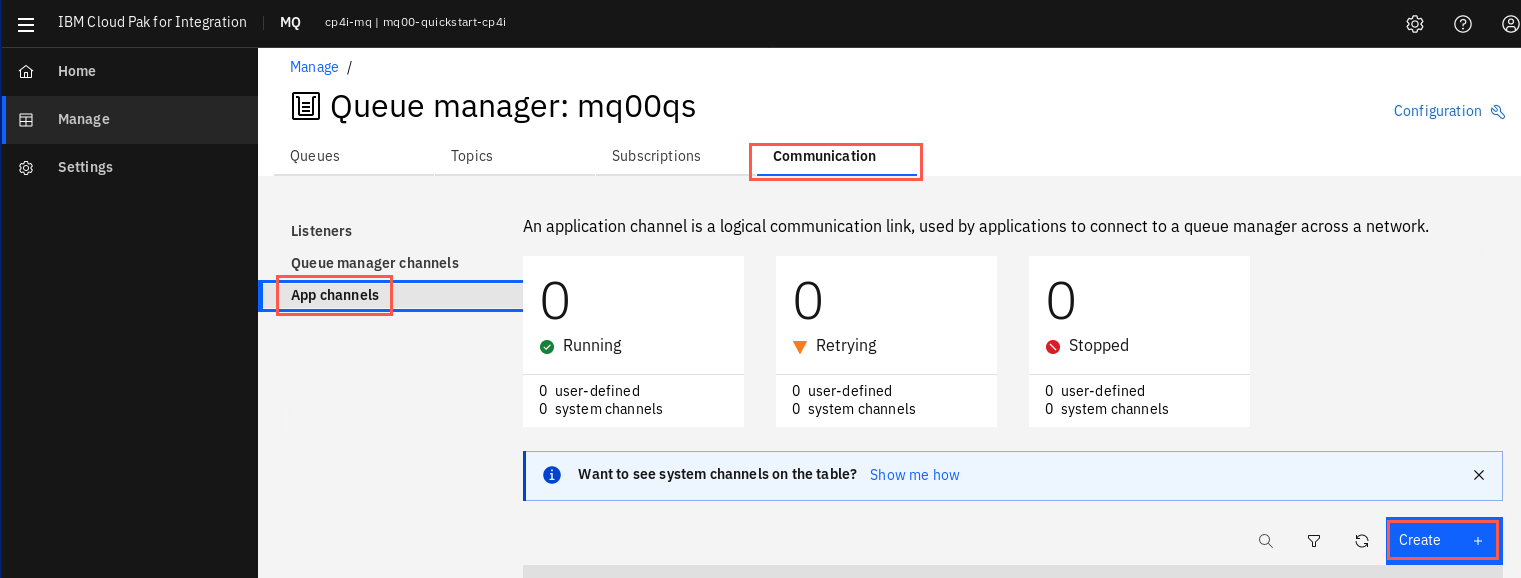 IBM Cloud Pak for Integration | MQ cp4i-mq | mq00-quickstart-cp4i
Home
Manage
Settings
Manage /
Queue manager: mq00qs
Configuration
Queues Topics Subscriptions Communication
Listeners
Queue manager channels
App channels
An application channel is a logical communication link, used by applications to connect to a queue manager across a network.
0 0 0
Running Retrying Stopped
0 user-defined 0 user-defined 0 user-defined
0 system channels 0 system channels 0 system channels
Want to see system channels on the table? Show me how
Create +